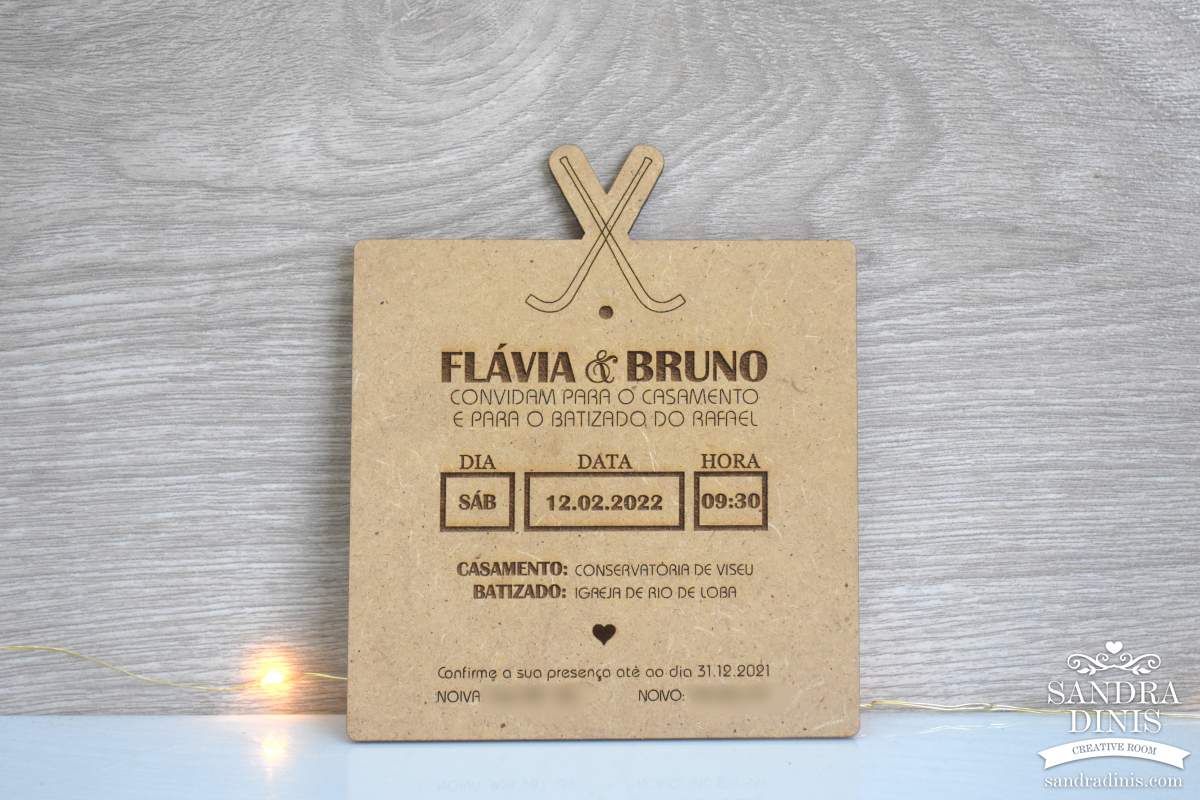 FLÁVIA & BRUNO
CONVIDAM PARA O CASAMENTO
E PARA O BATIZADO DO RAFAEL
DIA DATA HORA
SÁB 12.02.2022 09:30
CASAMENTO: CONSERVATÓRIA DE VISEU
BATIZADO: IGREJA DE RIO DE LOBA
Confirme a sua presença até ao dia 31.12.2021
NOIVA NOIVO:
SANDRA
DINIS
CREATIVE ROOM
sandradinis.com